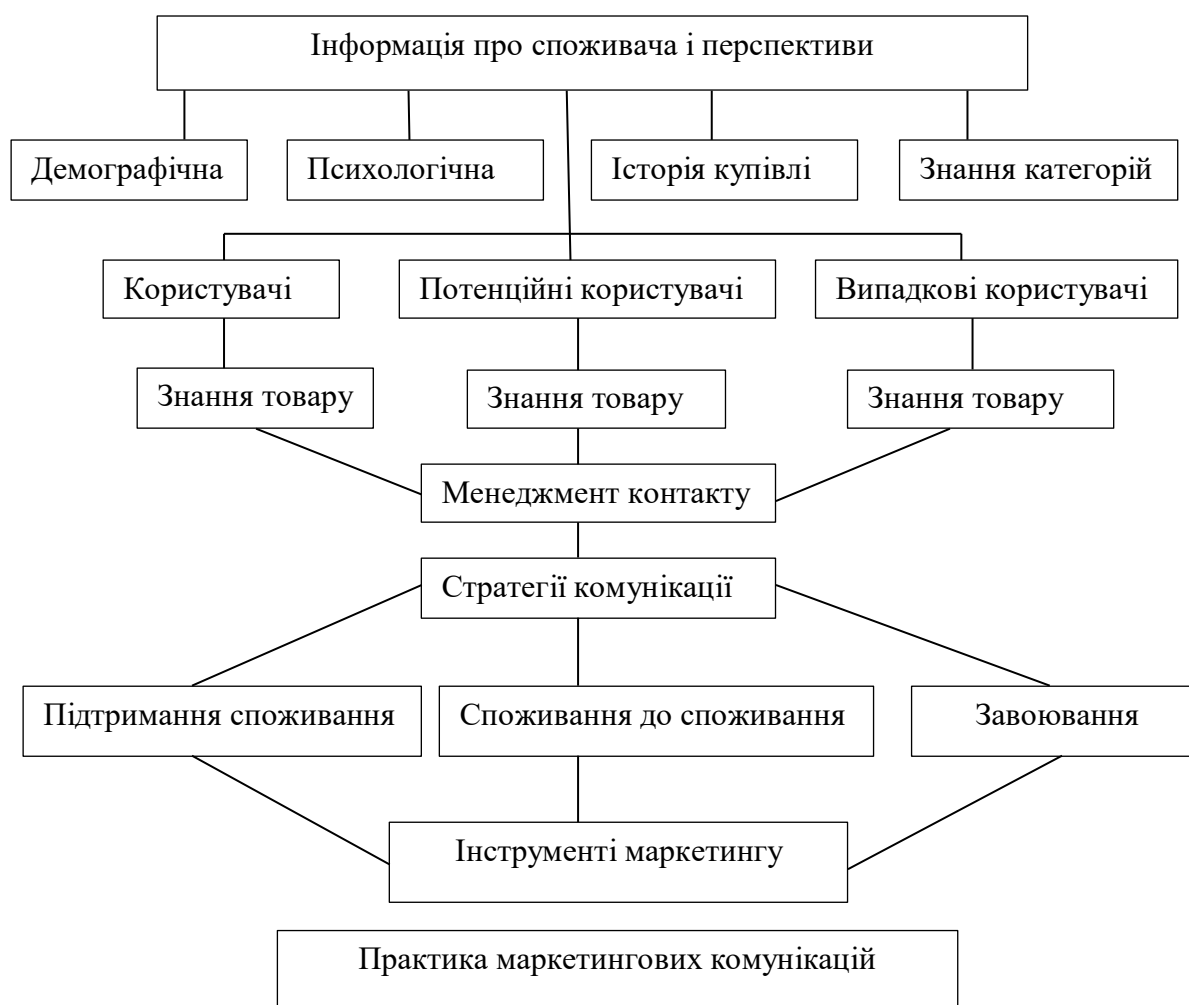 Інформація про споживача і перспективи
Демографічна
Психологічна
Історія купівлі
Знання категорій
Користувачі
Потенційні користувачі
Випадкові користувачі
Знання товару
Знання товару
Знання товару
Менеджмент контакту
Стратегії комунікації
Підтримання споживання
Споживання до споживання
Завоювання
Інструменті маркетингу
Практика маркетингових комунікацій